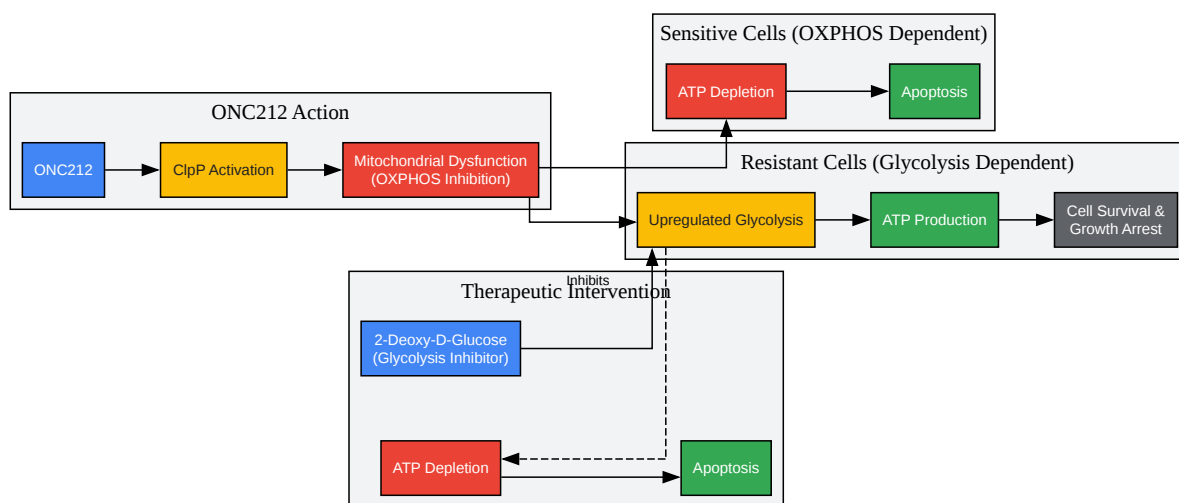 Sensitive Cells (OXPHOS Dependent)
ATP Depletion
Apoptosis
ONC212 Action
ONC212
ClpP Activation
Mitochondrial Dysfunction
(OXPHOS Inhibition)
Resistant Cells (Glycolysis Dependent)
Upregulated Glycolysis
ATP Production
Cell Survival &
Growth Arrest
Inhibits
Therapeutic Intervention
2-Deoxy-D-Glucose
(Glycolysis Inhibitor)
ATP Depletion
Apoptosis